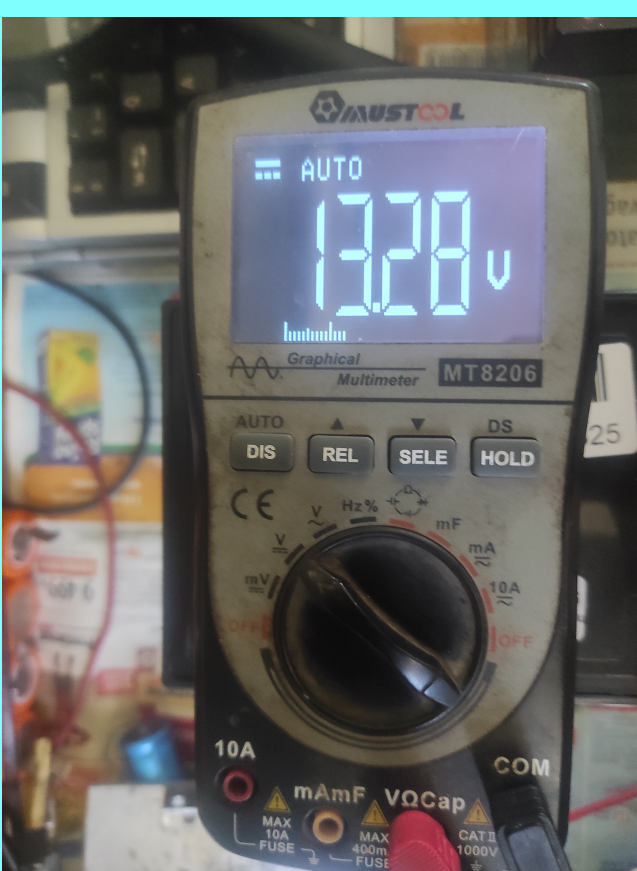 MUSTOOL
AUTO
13.28 V
Graphical
Multimeter
MT8206
AUTO ▲ ▼ DS
DIS REL SELE HOLD
CE
V Hz% Ω mF
V mA
mV 10A
OFF OFF
10A COM
mAmF VΩCap
MAX
10A
FUSE
MAX
400m
FUSE
CAT II
1000V
25